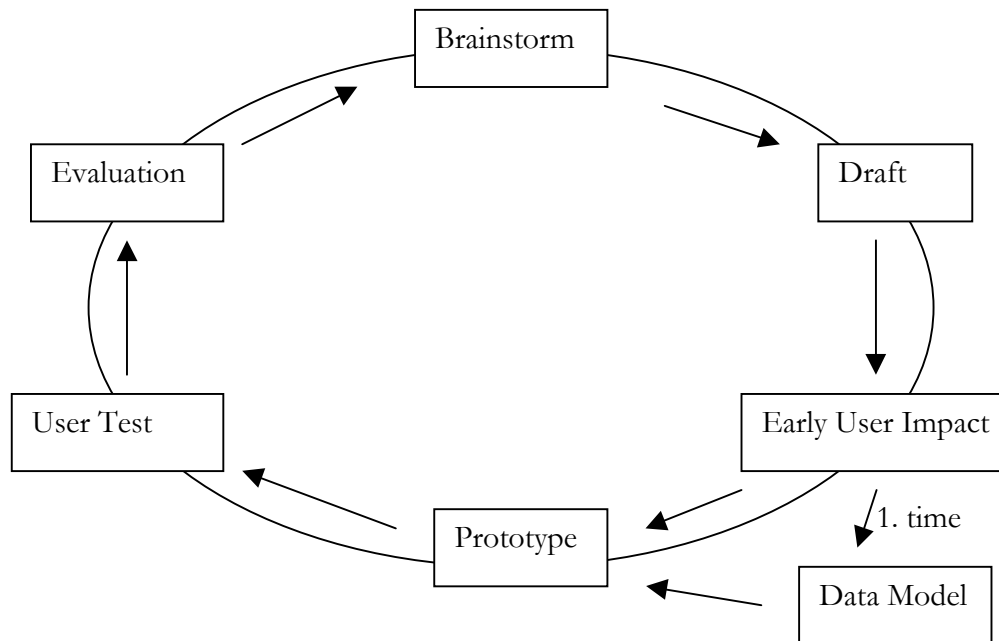 Brainstorm
Evaluation
Draft
User Test
Early User Impact
1. time
Prototype
Data Model